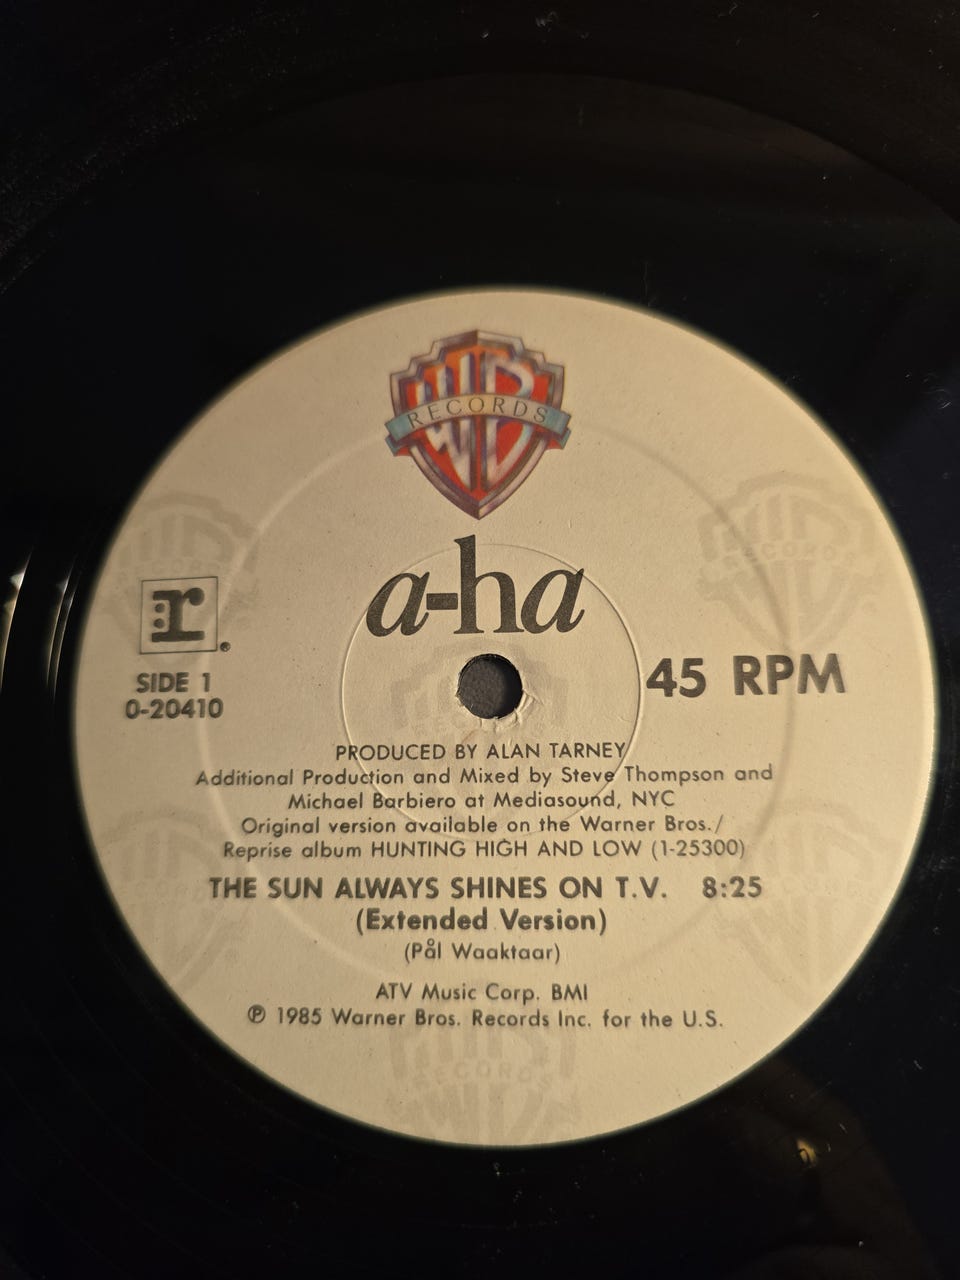 WB
RECORDS
a-ha
r®
SIDE 1
0-20410
45 RPM
PRODUCED BY ALAN TARNEY
Additional Production and Mixed by Steve Thompson and
Michael Barbiero at Mediasound, NYC
Original version available on the Warner Bros./
Reprise album HUNTING HIGH AND LOW (1-25300)
THE SUN ALWAYS SHINES ON T.V. 8:25
(Extended Version)
(Pål Waaktaar)
ATV Music Corp. BMI
℗ 1985 Warner Bros. Records Inc. for the U.S.